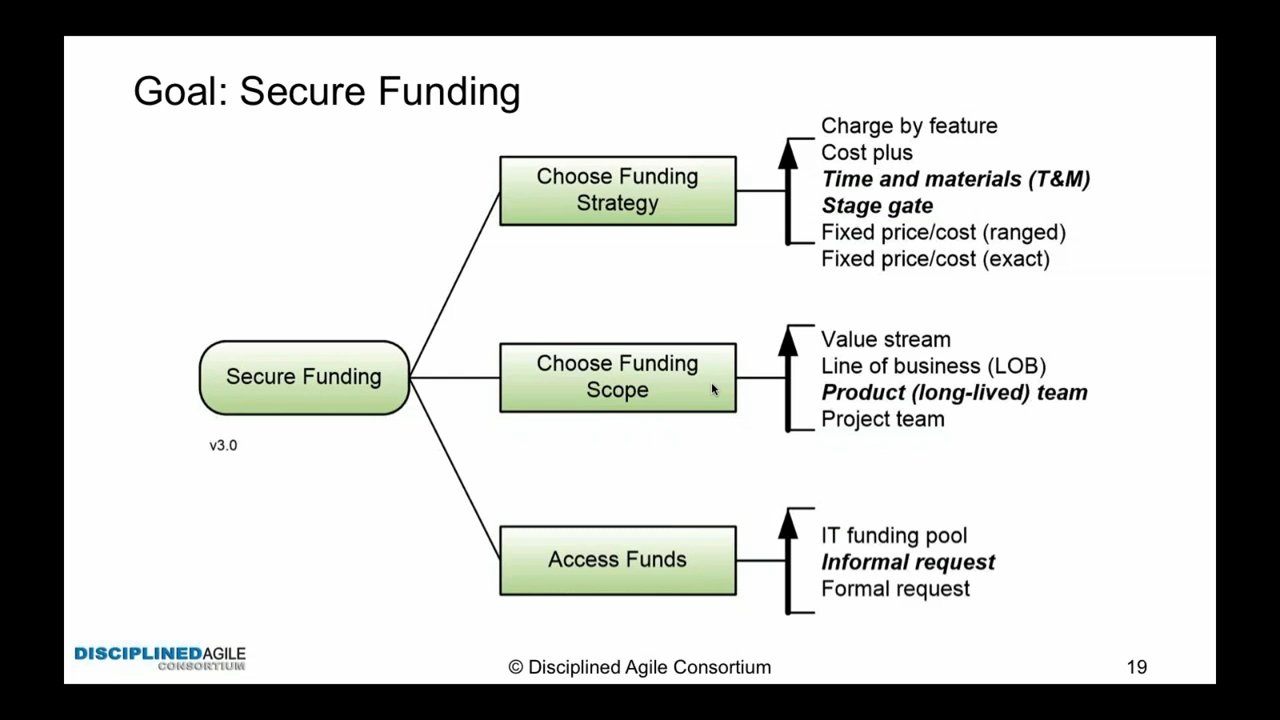 Goal: Secure Funding
Choose Funding
Strategy
Charge by feature
Cost plus
Time and materials (T&M)
Stage gate
Fixed price/cost (ranged)
Fixed price/cost (exact)
Secure Funding
v3.0
Choose Funding
Scope
Value stream
Line of business (LOB)
Product (long-lived) team
Project team
Access Funds
IT funding pool
Informal request
Formal request
DISCIPLINEDAGILE
CONSORTIUM
© Disciplined Agile Consortium
19